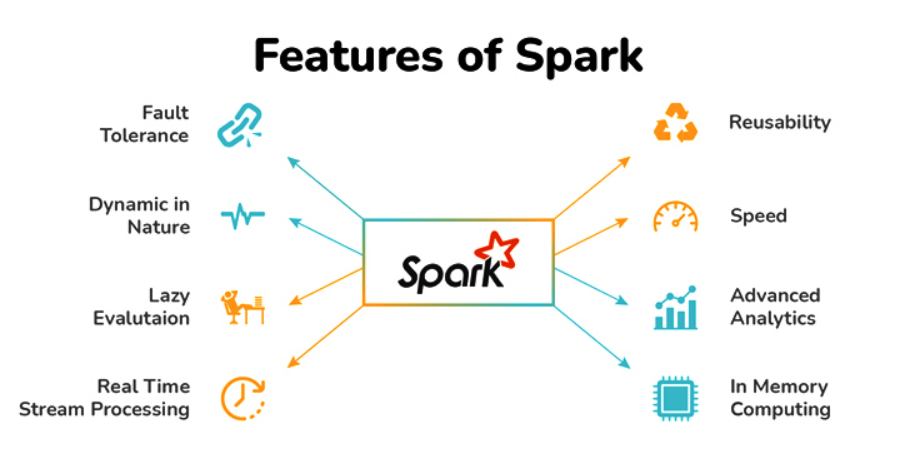 Features of Spark
Fault
Tolerance
Dynamic in
Nature
Lazy
Evalutaion
Real Time
Stream Processing
Spark
Reusability
Speed
Advanced
Analytics
In Memory
Computing